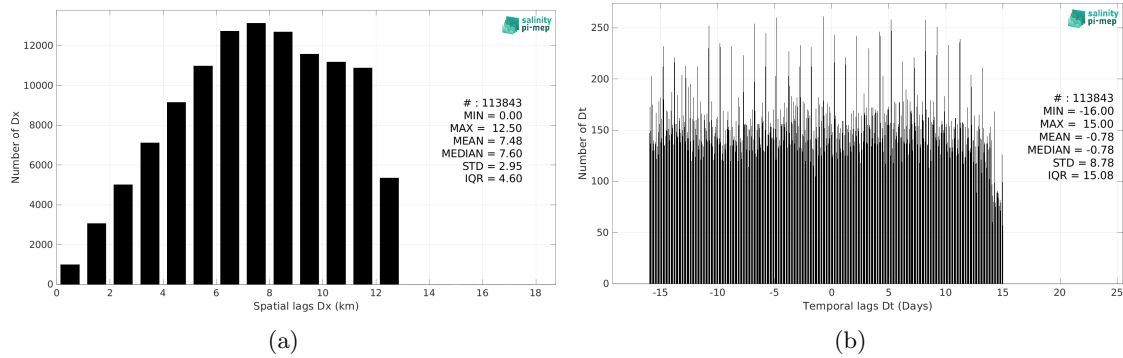 salinity
pi-mep
Number of Dx
12000
10000
8000
6000
4000
2000
0
# : 113843
MIN = 0.00
MAX = 12.50
MEAN = 7.48
MEDIAN = 7.60
STD = 2.95
IQR = 4.60
0 2 4 6 8 10 12 14 16 18
Spatial lags Dx (km)
(a)
salinity
pi-mep
Number of Dt
250
200
150
100
50
0
# : 113843
MIN = -16.00
MAX = 15.00
MEAN = -0.78
MEDIAN = -0.78
STD = 8.78
IQR = 15.08
-15 -10 -5 0 5 10 15 20 25
Temporal lags Dt (Days)
(b)